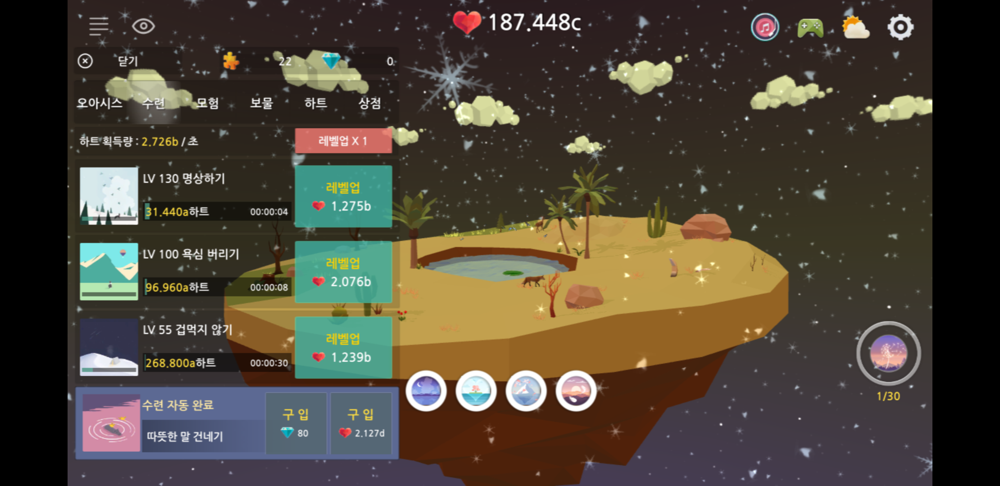 187.448c
닫기 22 0
오아시스 수련 모험 보물 하트 상점
하트 획득량 : 2.726b / 초 레벨업 X 1
LV 130 명상하기
31.440a하트 00:00:04
레벨업
1.275b
LV 100 욕심 버리기
96.960a하트 00:00:08
레벨업
2.076b
LV 55 겁먹지 않기
268.800a하트 00:00:30
레벨업
1.239b
수련 자동 완료
따뜻한 말 건네기
구 입
80
구 입
2.127d
1/30